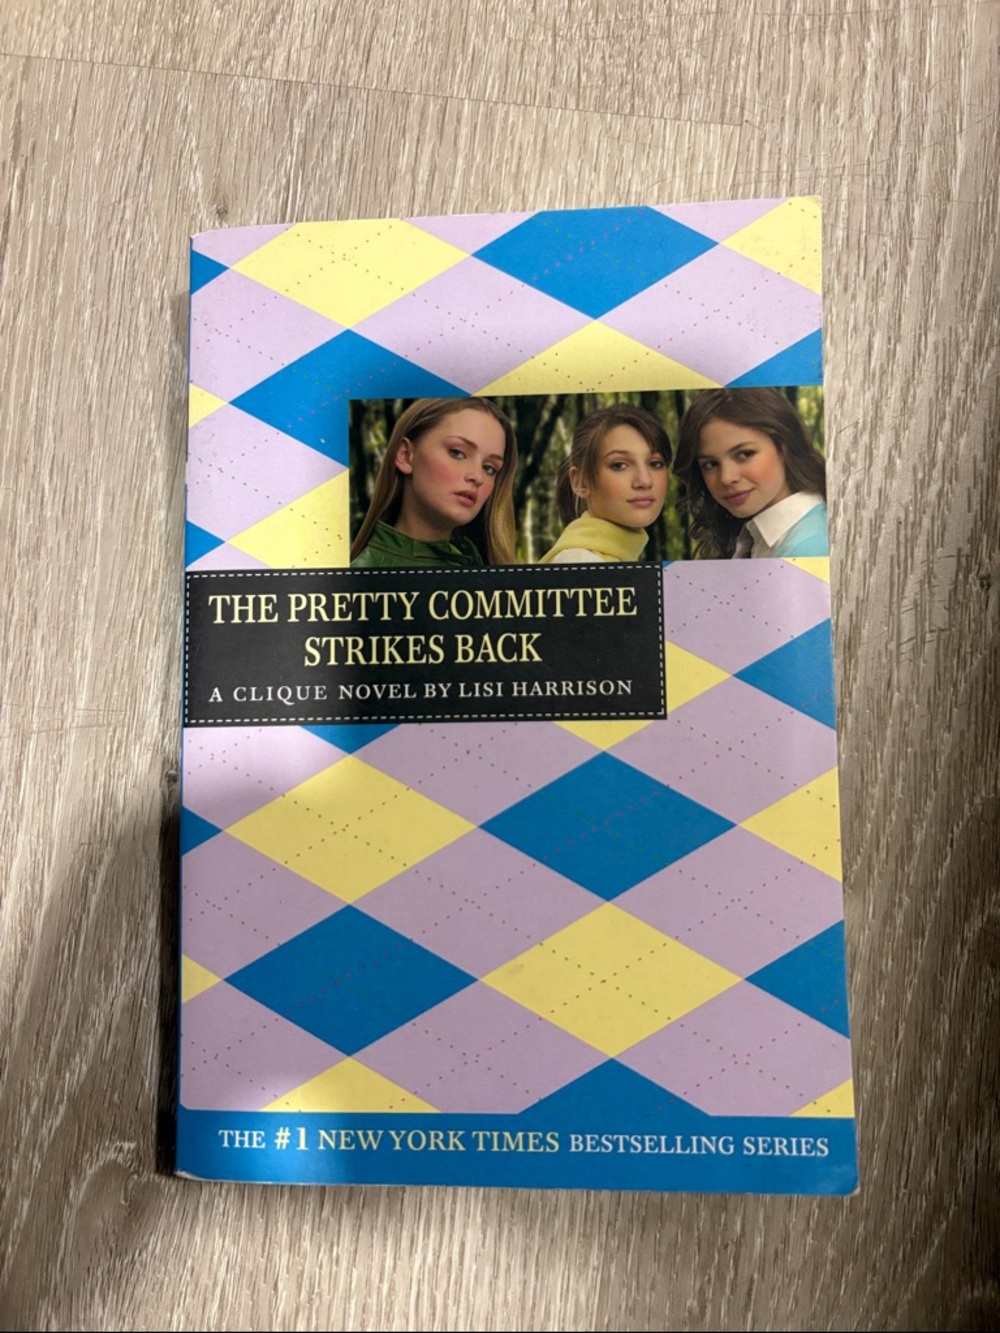 THE PRETTY COMMITTEE
STRIKES BACK
A CLIQUE NOVEL BY LISI HARRISON
THE #1 NEW YORK TIMES BESTSELLING SERIES